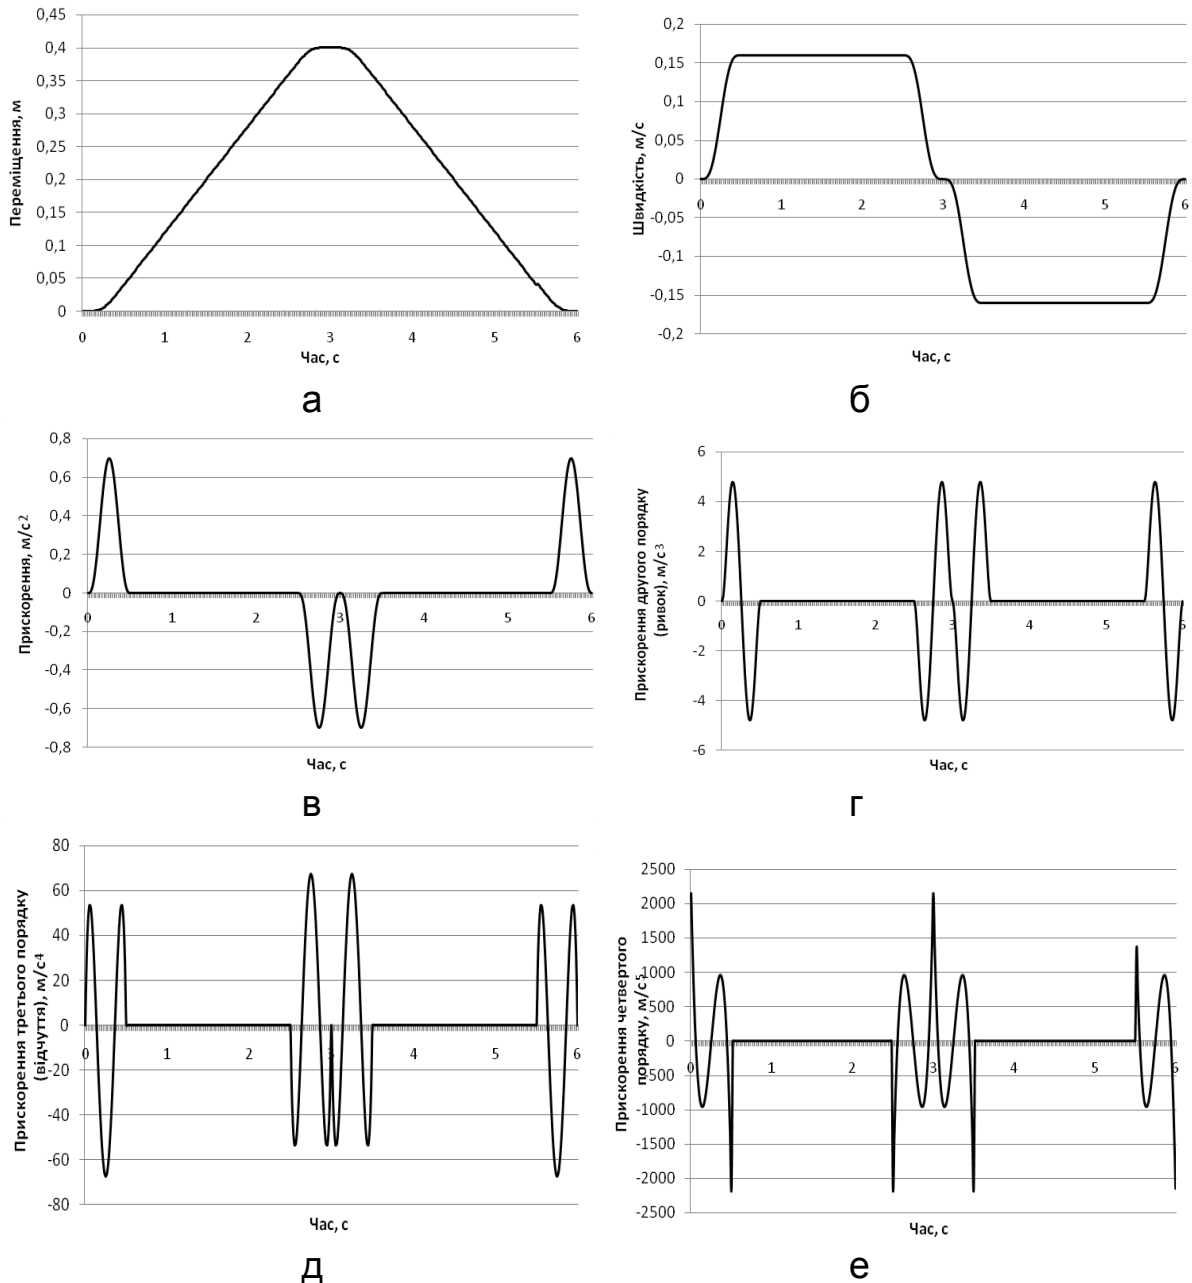 0,45
0,4
0,35
0,3
0,25
0,2
0,15
0,1
0,05
0
0 1 2 3 4 5 6
Переміщення, м
Час, с
а
0,2
0,15
0,1
0,05
0
-0,05
-0,1
-0,15
-0,2
0 1 2 3 4 5 6
Швидкість, м/с
Час, с
б
0,8
0,6
0,4
0,2
0
-0,2
-0,4
-0,6
-0,8
0 1 2 3 4 5 6
Прискорення, м/с2
Час, с
в
6
4
2
0
-2
-4
-6
0 1 2 3 4 5 6
Прискорення другого порядку
(ривок), м/с3
Час, с
г
80
60
40
20
0
-20
-40
-60
-80
0 1 2 3 4 5 6
Прискорення третього порядку
(відчуття), м/с4
Час, с
д
2500
2000
1500
1000
500
0
-500
-1000
-1500
-2000
-2500
0 1 2 3 4 5 6
Прискорення четвертого
порядку, м/с5
Час, с
е